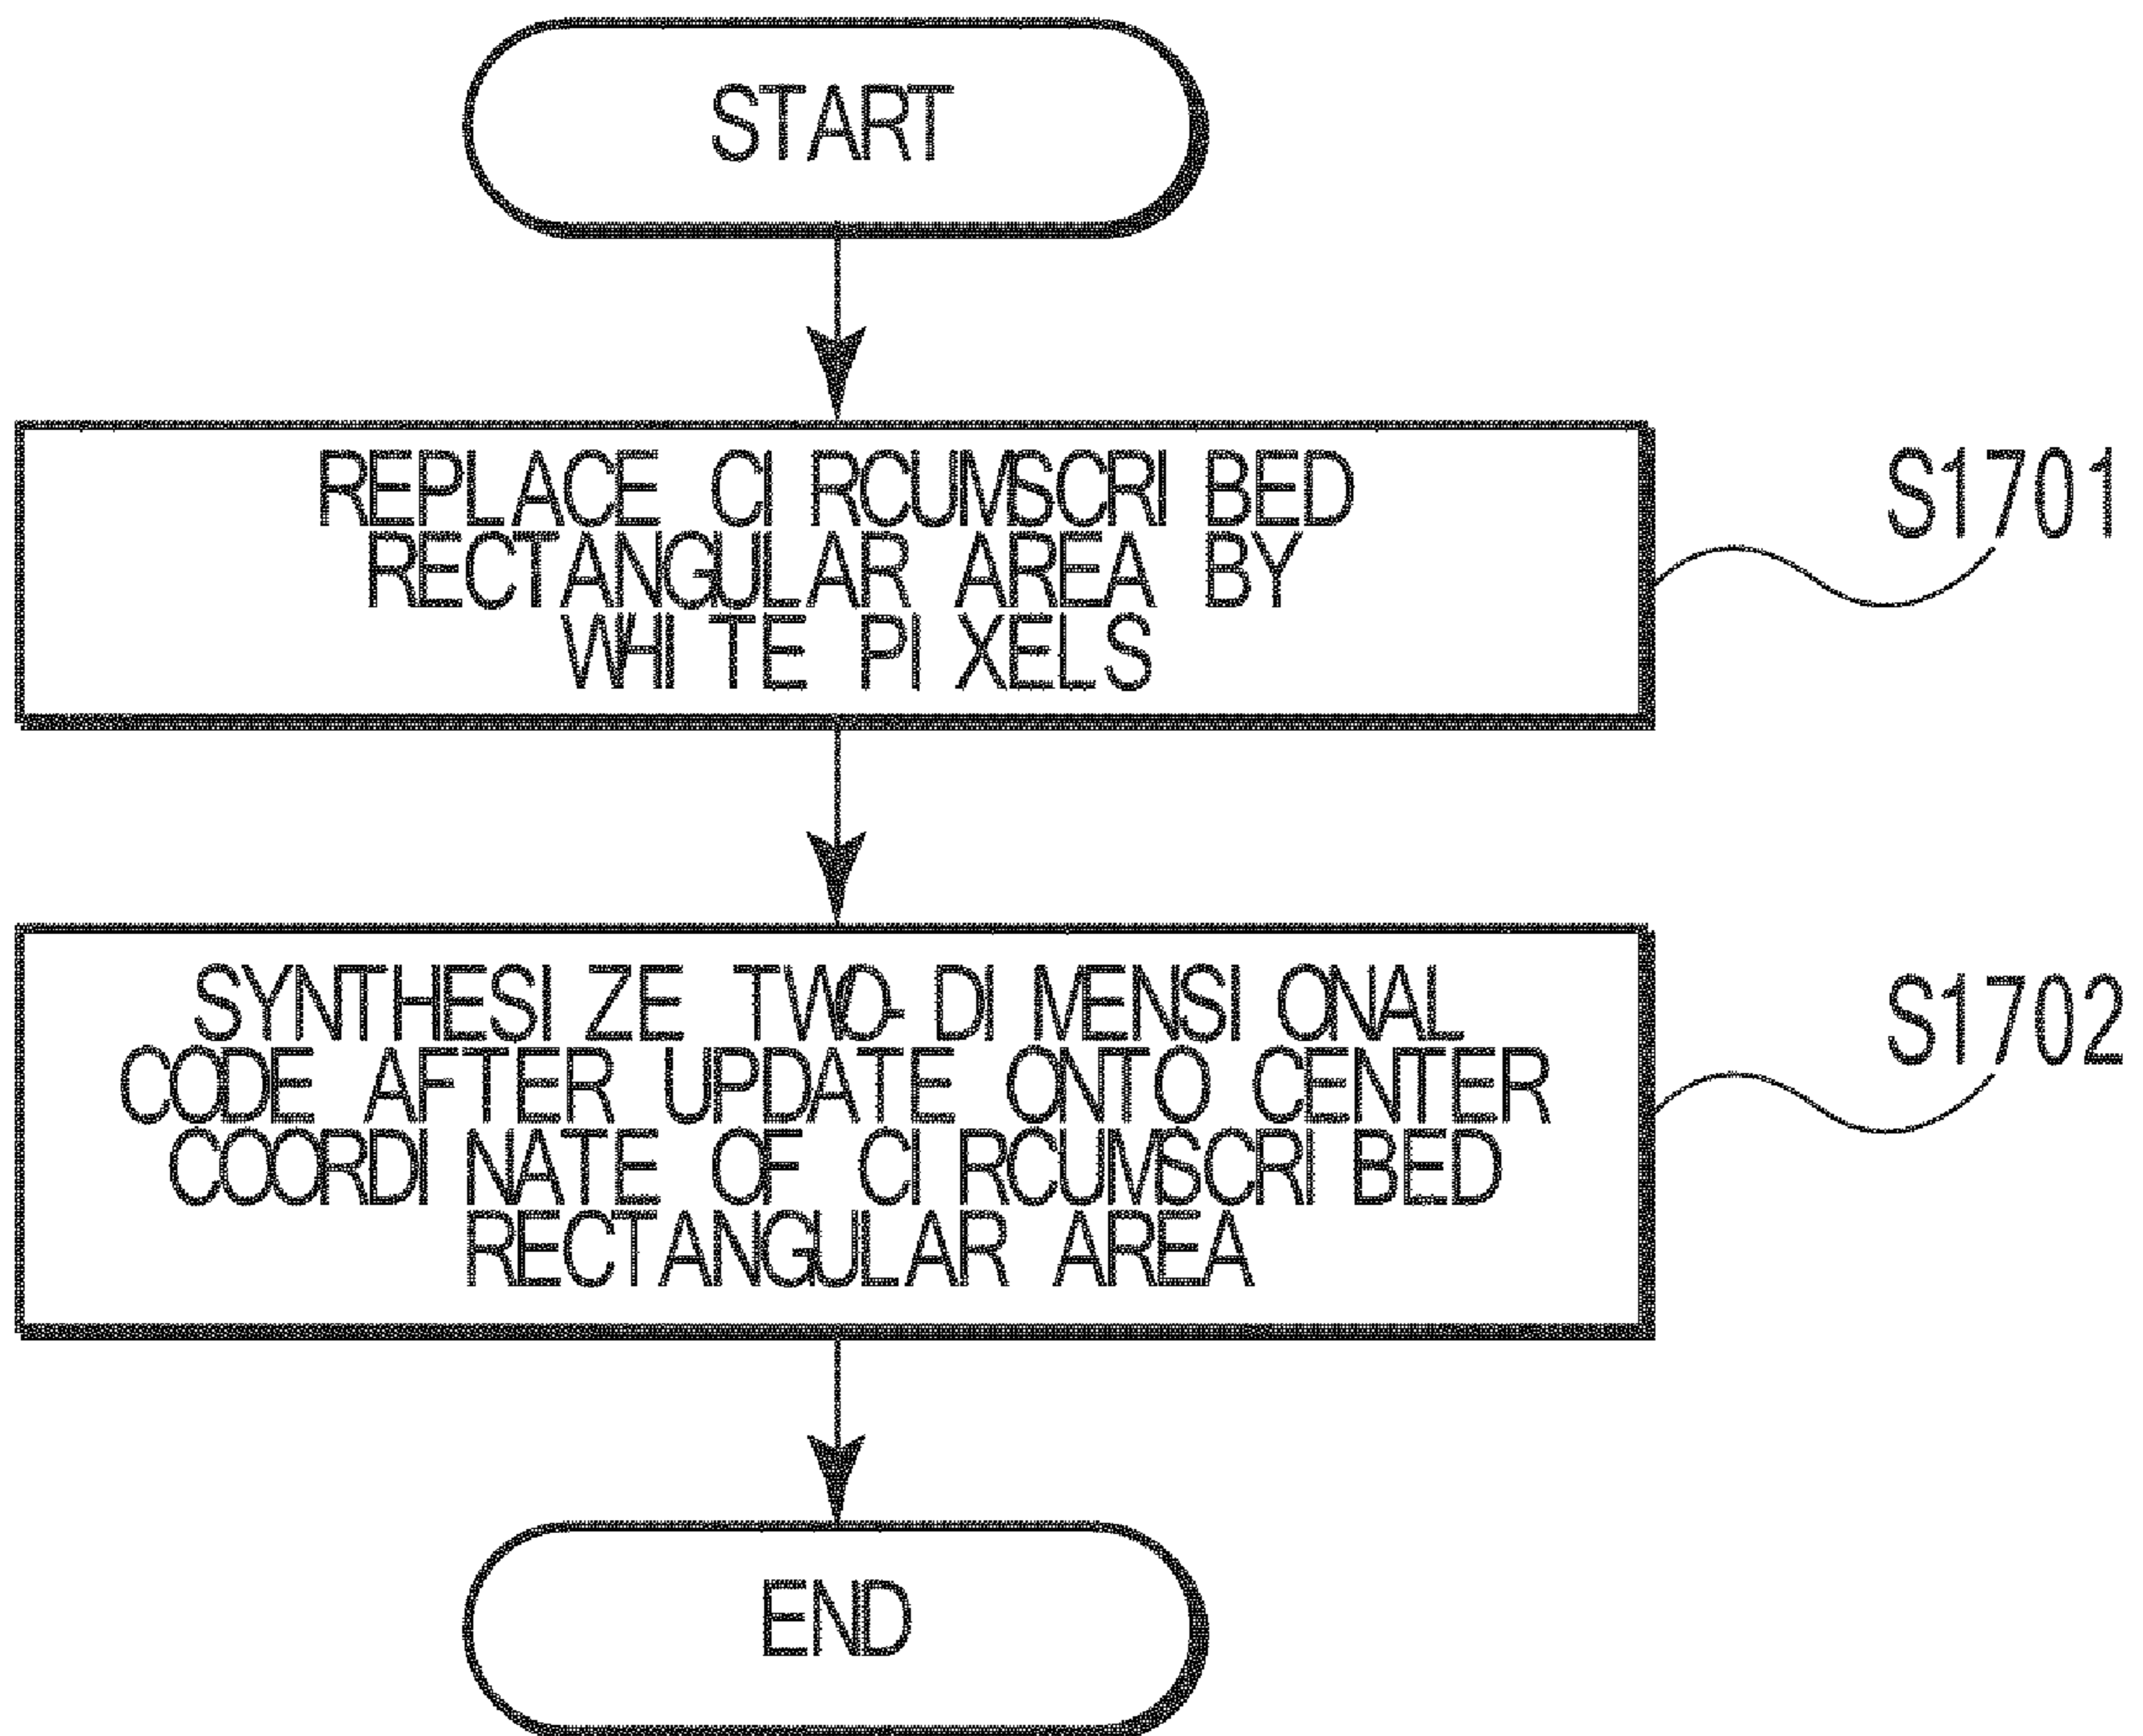 START
REPLACE CIRCUMSCRIBED
RECTANGULAR AREA BY
WHITE PIXELS
S1701
SYNTHESIZE TWO-DIMENSIONAL
CODE AFTER UPDATE ONTO CENTER
COORDINATE OF CIRCUMSCRIBED
RECTANGULAR AREA
S1702
END